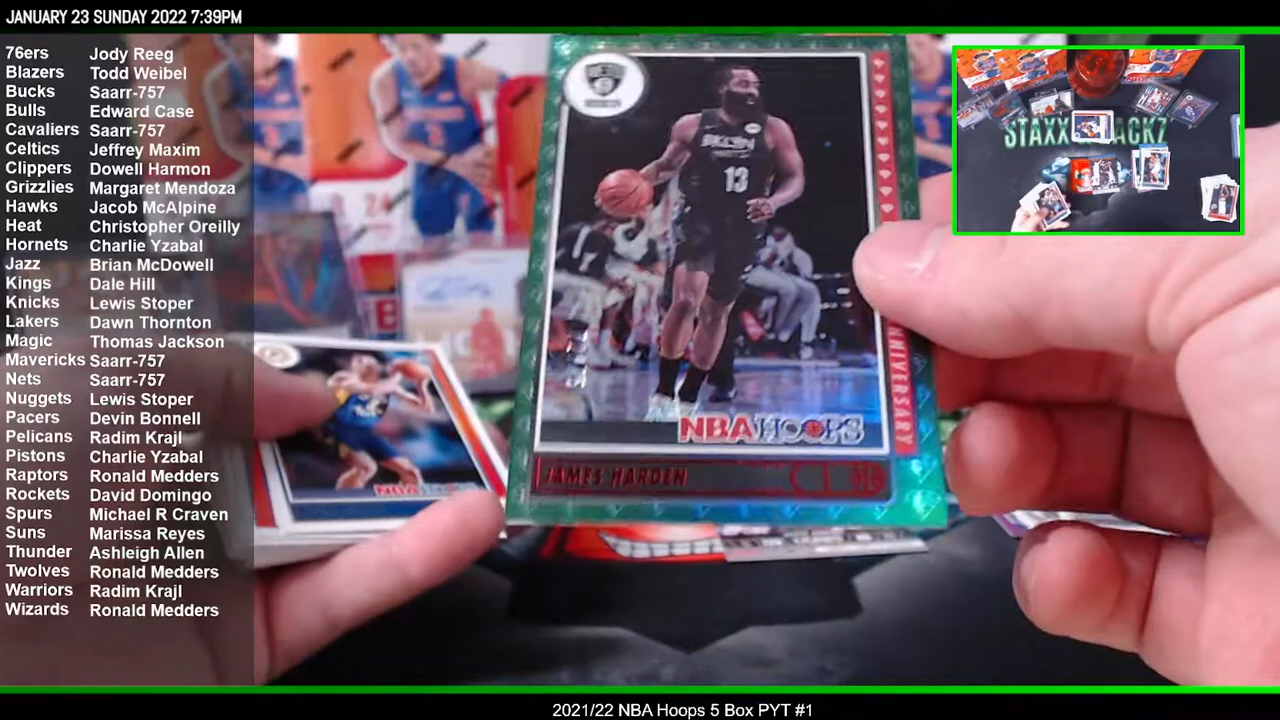 JANUARY 23 SUNDAY 2022 7:39PM
76ers Jody Reeg
Blazers Todd Weibel
Bucks Saarr-757
Bulls Edward Case
Cavaliers Saarr-757
Celtics Jeffrey Maxim
Clippers Dowell Harmon
Grizzlies Margaret Mendoza
Hawks Jacob McAlpine
Heat Christopher Oreilly
Hornets Charlie Yzabal
Jazz Brian McDowell
Kings Dale Hill
Knicks Lewis Stoper
Lakers Dawn Thornton
Magic Thomas Jackson
Mavericks Saarr-757
Nets Saarr-757
Nuggets Lewis Stoper
Pacers Devin Bonnell
Pelicans Radim Krajl
Pistons Charlie Yzabal
Raptors Ronald Medders
Rockets David Domingo
Spurs Michael R Craven
Suns Marissa Reyes
Thunder Ashleigh Allen
Twolves Ronald Medders
Warriors Radim Krajl
Wizards Ronald Medders
13
NBA HOOPS
JAMES HARDEN
ANNIVERSARY
STAXX
2021/22 NBA Hoops 5 Box PYT #1